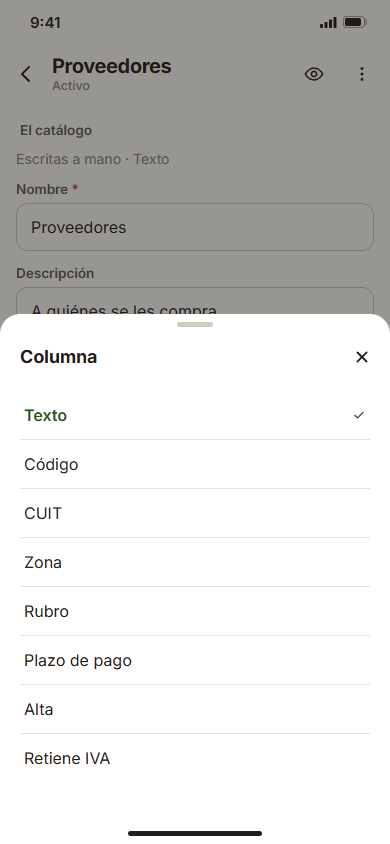 9:41
Proveedores
Activo
El catálogo
Escritas a mano · Texto
Nombre *
Proveedores
Descripción
A quiénes se les compra
Columna
Texto
Código
CUIT
Zona
Rubro
Plazo de pago
Alta
Retiene IVA